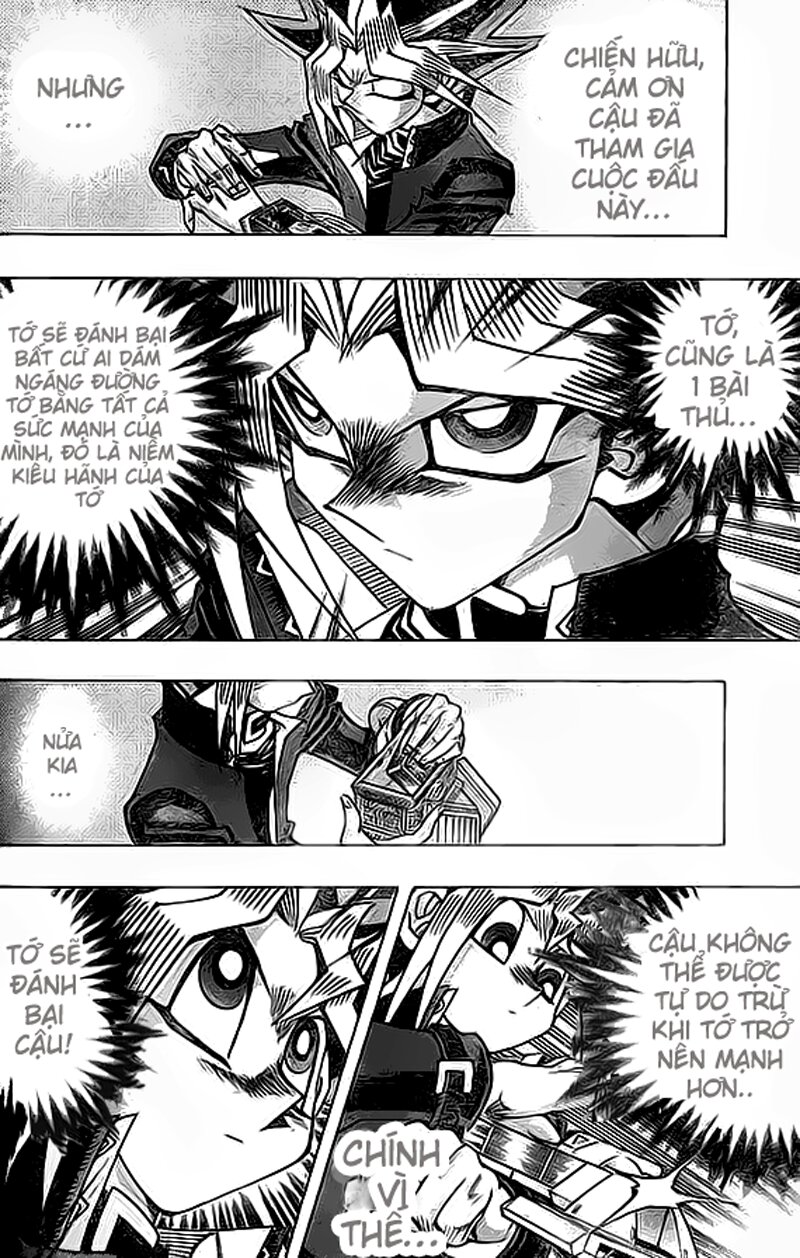 CHIẾN HỮU,
CẢM ƠN
CẬU ĐÃ
THAM GIA
CUỘC ĐẤU
NÀY...
NHƯNG
...
TỚ,
CŨNG LÀ
1 BÀI
THỦ...
TỚ SẼ ĐÁNH BẠI
BẤT CỨ AI DÁM
NGÁNG ĐƯỜNG
TỚ BẰNG TẤT CẢ
SỨC MẠNH CỦA
MÌNH, ĐÓ LÀ NIỀM
KIÊU HÃNH CỦA
TỚ
NỬA
KIA
...
CẬU KHÔNG
THỂ ĐƯỢC
TỰ DO TRỪ
KHI TỚ TRỞ
NÊN MẠNH
HƠN..
CHÍNH
VÌ
THẾ...
TỚ SẼ
ĐÁNH
BẠI
CẬU!